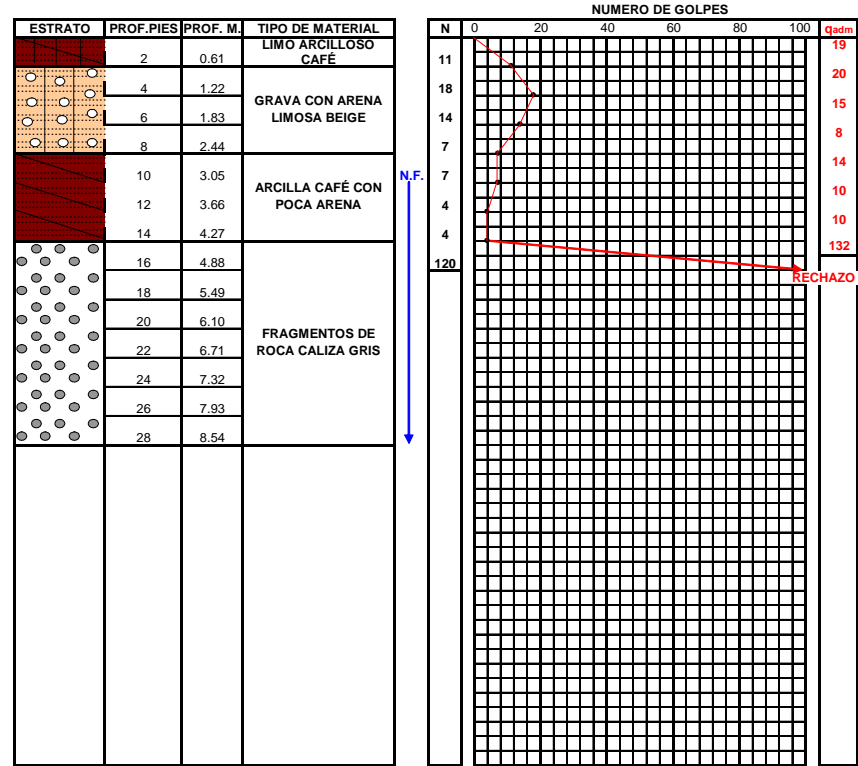 NUMERO DE GOLPES
ESTRATO PROF.PIES PROF. M. TIPO DE MATERIAL N 0 20 40 60 80 100 qadm
LIMO ARCILLOSO
CAFÉ
2 0.61 11 19
4 1.22 18 20
GRAVA CON ARENA
LIMOSA BEIGE
6 1.83 14 15
8 2.44 7 8
10 3.05 N.F. 7 14
ARCILLA CAFÉ CON
POCA ARENA
12 3.66 4 10
14 4.27 4 10
16 4.88 120 132
RECHAZO
18 5.49
20 6.10
FRAGMENTOS DE
ROCA CALIZA GRIS
22 6.71
24 7.32
26 7.93
28 8.54